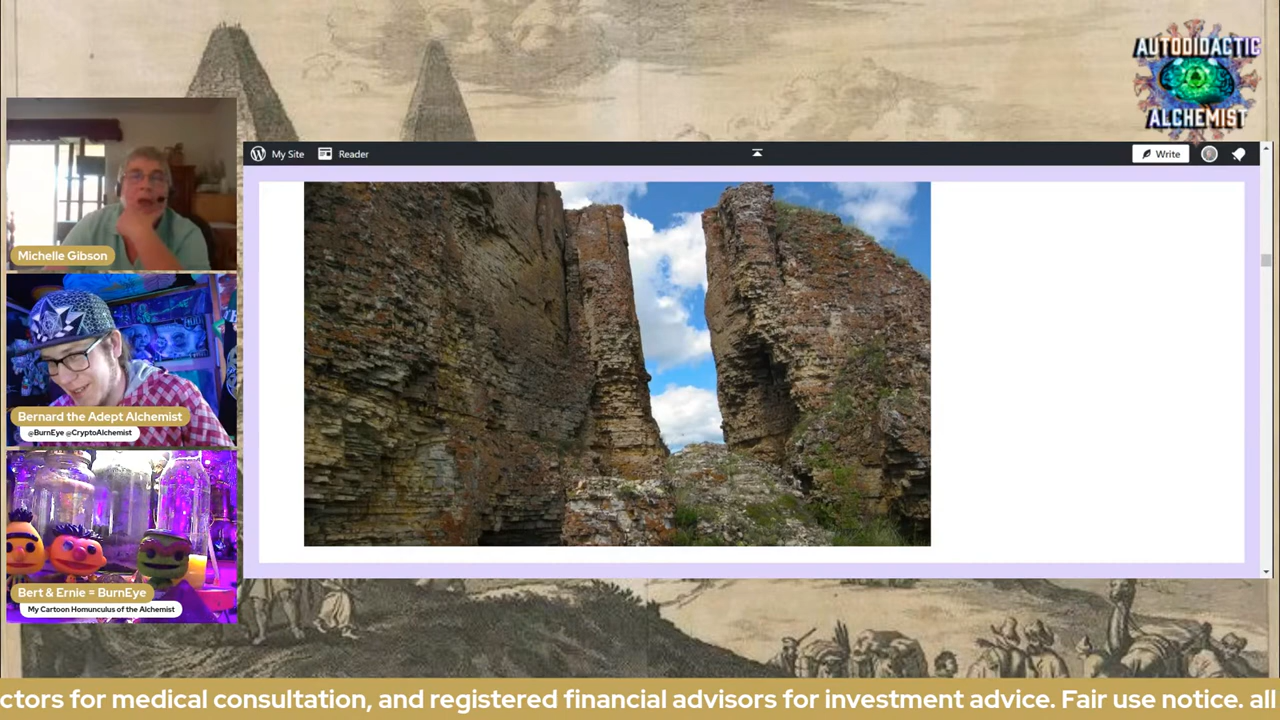 AUTODIDACTIC
ALCHEMIST
My Site
Reader
Write
Michelle Gibson
Bernard the Adept Alchemist
@BurnEye @CryptoAlchemist
Bert & Ernie = BurnEye
My Cartoon Homunculus of the Alchemist
ctors for medical consultation, and registered financial advisors for investment advice. Fair use notice. all